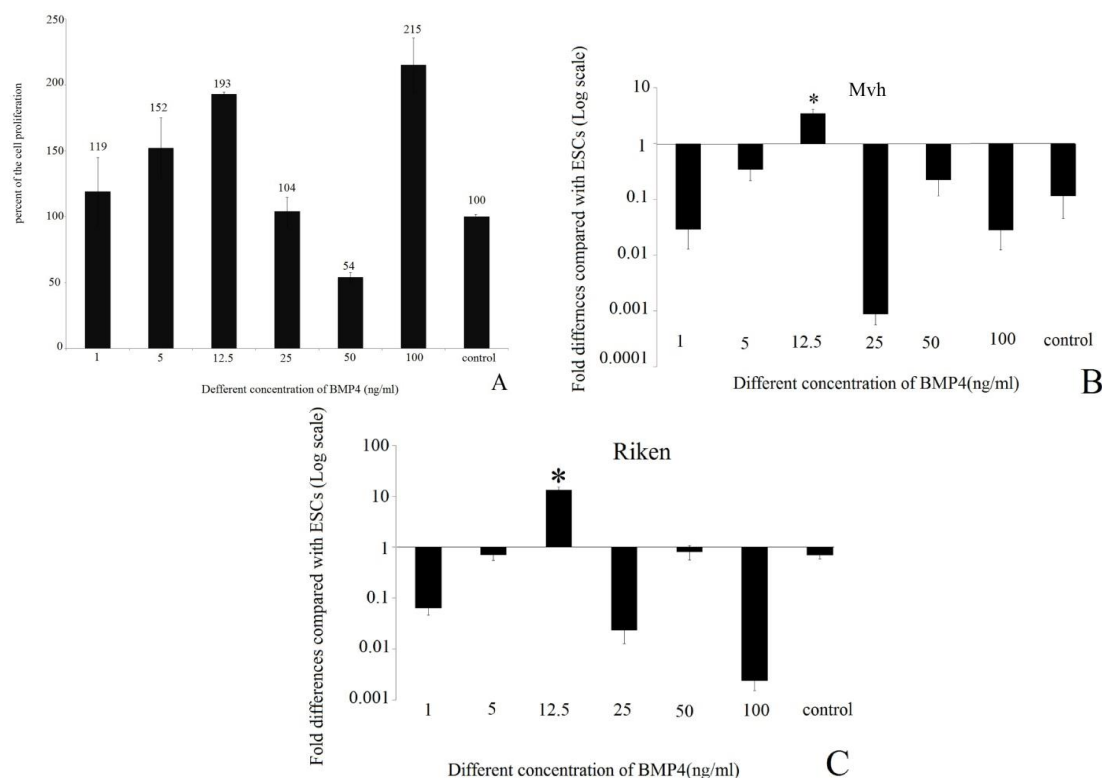 percent of the cell proliferation
250
200
150
100
50
0
119
152
193
104
54
215
100
1 5 12.5 25 50 100 control
Defferent concentration of BMP4 (ng/ml)
A
Fold differnces compared with ESCs (Log scale)
Mvh
10
1
0.1
0.01
0.001
0.0001
*
1 5 12.5 25 50 100 control
Different concentration of BMP4(ng/ml)
B
Fold differences compared with ESCs (Log scale)
Riken
100
10
1
0.1
0.01
0.001
*
1 5 12.5 25 50 100 control
Different concentration of BMP4(ng/ml)
C